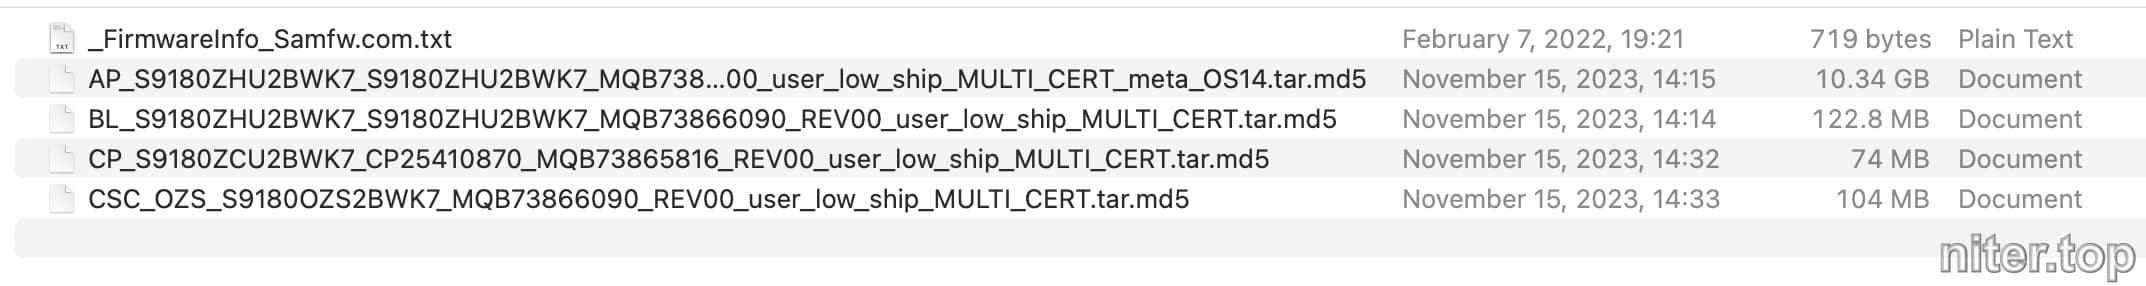 _FirmwareInfo_Samfw.com.txt February 7, 2022, 19:21 719 bytes Plain Text
AP_S9180ZHU2BWK7_S9180ZHU2BWK7_MQB738...00_user_low_ship_MULTI_CERT_meta_OS14.tar.md5 November 15, 2023, 14:15 10.34 GB Document
BL_S9180ZHU2BWK7_S9180ZHU2BWK7_MQB73866090_REV00_user_low_ship_MULTI_CERT.tar.md5 November 15, 2023, 14:14 122.8 MB Document
CP_S9180ZCU2BWK7_CP25410870_MQB73865816_REV00_user_low_ship_MULTI_CERT.tar.md5 November 15, 2023, 14:32 74 MB Document
CSC_OZS_S9180OZS2BWK7_MQB73866090_REV00_user_low_ship_MULTI_CERT.tar.md5 November 15, 2023, 14:33 104 MB Document
niter.top